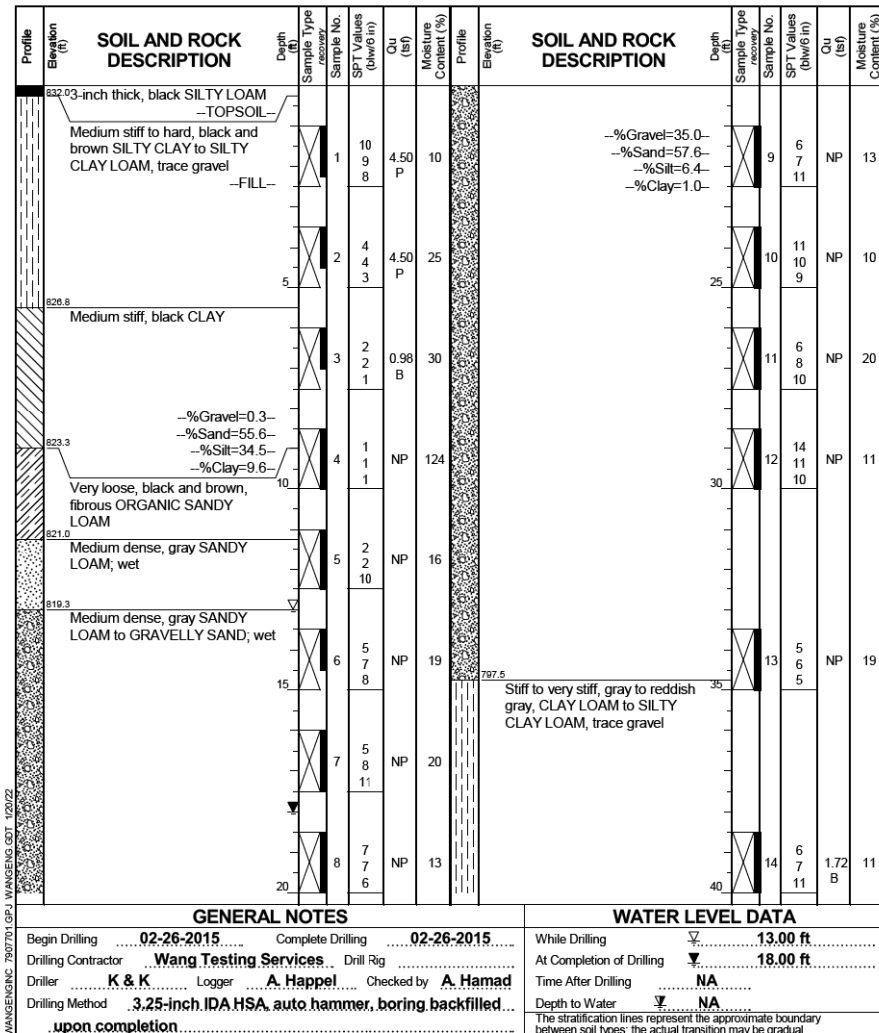 Profile
Elevation (ft)
SOIL AND ROCK
DESCRIPTION
Depth (ft)
Sample Type
recovery
Sample No.
SPT Values (blw/6 in)
Qu (tsf)
Moisture Content (%)
832.0
3-inch thick, black SILTY LOAM
--TOPSOIL--
Medium stiff to hard, black and
brown SILTY CLAY to SILTY
CLAY LOAM, trace gravel
--FILL--
1
10
9
8
4.50
P
10
2
4
4
3
4.50
P
25
5
826.8
Medium stiff, black CLAY
3
2
2
1
0.98
B
30
--%Gravel=0.3--
--%Sand=55.6--
823.3
--%Silt=34.5--
--%Clay=9.6--
4
1
1
1
NP
124
10
Very loose, black and brown,
fibrous ORGANIC SANDY
LOAM
821.0
Medium dense, gray SANDY
LOAM; wet
5
2
2
10
NP
16
819.3
Medium dense, gray SANDY
LOAM to GRAVELLY SAND; wet
6
5
7
8
NP
19
15
7
5
8
11
NP
20
8
7
7
6
NP
13
20
Profile
Elevation (ft)
SOIL AND ROCK
DESCRIPTION
Depth (ft)
Sample Type
recovery
Sample No.
SPT Values (blw/6 in)
Qu (tsf)
Moisture Content (%)
--%Gravel=35.0--
--%Sand=57.6--
--%Silt=6.4--
--%Clay=1.0--
9
6
7
11
NP
13
10
11
10
9
NP
10
25
11
6
8
10
NP
20
12
14
11
10
NP
11
30
13
5
6
5
NP
19
797.5
35
Stiff to very stiff, gray to reddish
gray, CLAY LOAM to SILTY
CLAY LOAM, trace gravel
14
6
7
11
1.72
B
11
40
GENERAL NOTES
Begin Drilling 02-26-2015 Complete Drilling 02-26-2015
Drilling Contractor Wang Testing Services Drill Rig
Driller K & K Logger A. Happel Checked by A. Hamad
Drilling Method 3.25-inch IDA HSA, auto hammer, boring backfilled
upon completion
WATER LEVEL DATA
While Drilling 13.00 ft
At Completion of Drilling 18.00 ft
Time After Drilling NA
Depth to Water NA
The stratification lines represent the approximate boundary
between soil types; the actual transition may be gradual
WANGENGINC 7907701.GPJ WANGENG.GDT 1/20/22